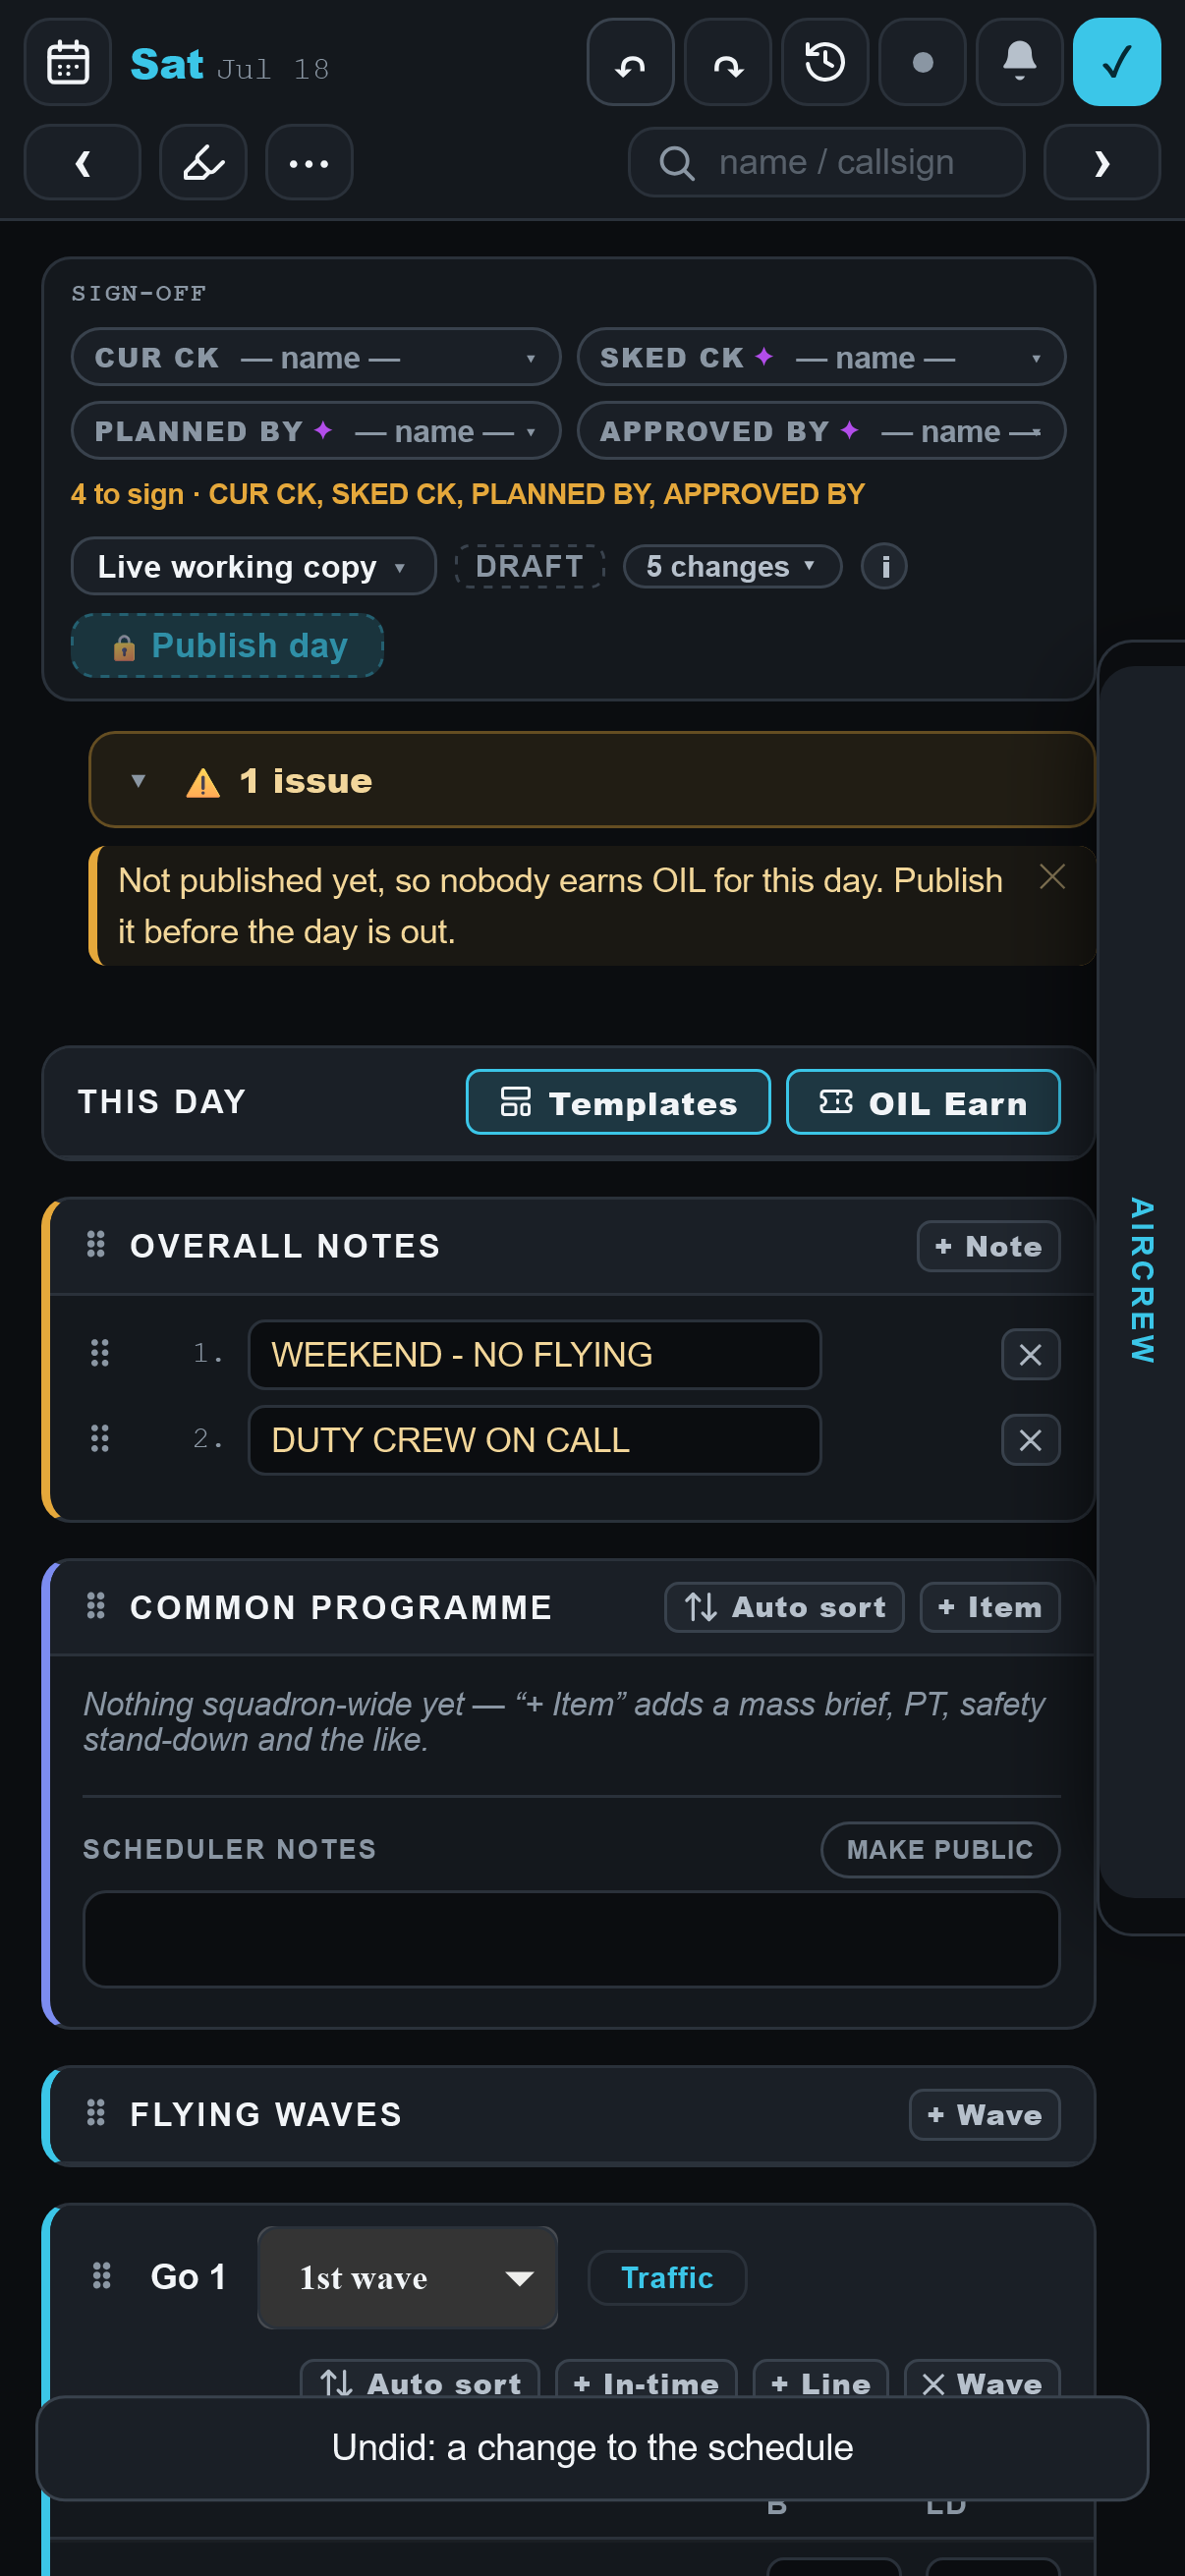 Sat Jul 18
name / callsign
SIGN-OFF
CUR CK — name —
SKED CK ✦ — name —
PLANNED BY ✦ — name —
APPROVED BY ✦ — name —
4 to sign · CUR CK, SKED CK, PLANNED BY, APPROVED BY
Live working copy DRAFT 5 changes i
Publish day
1 issue
Not published yet, so nobody earns OIL for this day. Publish
it before the day is out.
THIS DAY Templates OIL Earn
AIRCREW
OVERALL NOTES + Note
1. WEEKEND - NO FLYING
2. DUTY CREW ON CALL
COMMON PROGRAMME Auto sort + Item
Nothing squadron-wide yet — “+ Item” adds a mass brief, PT, safety
stand-down and the like.
SCHEDULER NOTES MAKE PUBLIC
FLYING WAVES + Wave
Go 1 1st wave Traffic
Auto sort + In-time + Line × Wave
Undid: a change to the schedule
B LD